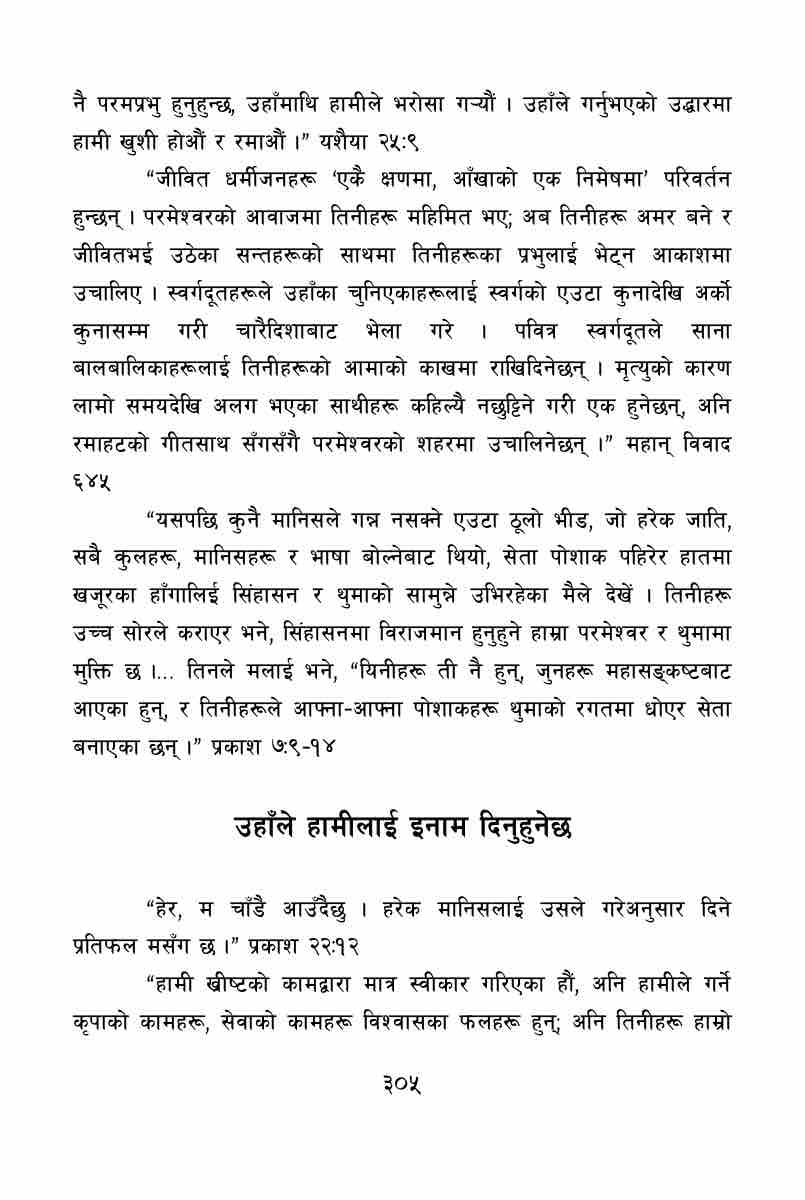 नै परमप्रभु हुनुहुन्छ, उहाँमाथि हामीले भरोसा गऱ्यौं । उहाँले गर्नुभएको उद्धारमा
हामी खुशी होऔं र रमाऔं ।” यशैया २५:९
“जीवित धर्मीजनहरू ‘एकै क्षणमा, आँखाको एक निमेषमा’ परिवर्तन
हुन्छन् । परमेश्वरको आवाजमा तिनीहरू महिमित भए; अब तिनीहरू अमर बने र
जीवितभई उठेका सन्तहरूको साथमा तिनीहरूका प्रभुलाई भेट्न आकाशमा
उचालिए । स्वर्गदूतहरूले उहाँका चुनिएकाहरूलाई स्वर्गको एउटा कुनादेखि अर्को
कुनासम्म गरी चारैदिशाबाट भेला गरे । पवित्र स्वर्गदूतले साना
बालबालिकाहरूलाई तिनीहरूको आमाको काखमा राखिदिनेछन् । मृत्युको कारण
लामो समयदेखि अलग भएका साथीहरू कहिल्यै नछुट्टिने गरी एक हुनेछन्, अनि
रमाहटको गीतसाथ सँगसँगै परमेश्वरको शहरमा उचालिनेछन् ।” महान् विवाद
६४५
“यसपछि कुनै मानिसले गन्न नसक्ने एउटा ठूलो भीड, जो हरेक जाति,
सबै कुलहरू, मानिसहरू र भाषा बोल्नेबाट थियो, सेता पोशाक पहिरेर हातमा
खजूरका हाँगालिई सिंहासन र थुमाको सामुन्ने उभिरहेका मैले देखें । तिनीहरू
उच्च सोरले कराएर भने, सिंहासनमा विराजमान हुनुहुने हाम्रा परमेश्वर र थुमामा
मुक्ति छ ।... तिनले मलाई भने, “यिनीहरू ती नै हुन्, जुनहरू महासङ्कष्टबाट
आएका हुन्, र तिनीहरूले आफ्ना-आफ्ना पोशाकहरू थुमाको रगतमा धोएर सेता
बनाएका छन् ।” प्रकाश ७:९-१४
उहाँले हामीलाई इनाम दिनुहुनेछ
“हेर, म चाँडै आउँदैछु । हरेक मानिसलाई उसले गरेअनुसार दिने
प्रतिफल मसँग छ ।” प्रकाश २२:१२
“हामी ख्रीष्टको कामद्वारा मात्र स्वीकार गरिएका हौं, अनि हामीले गर्ने
कृपाको कामहरू, सेवाको कामहरू विश्वासका फलहरू हुन्; अनि तिनीहरू हाम्रो
३०५